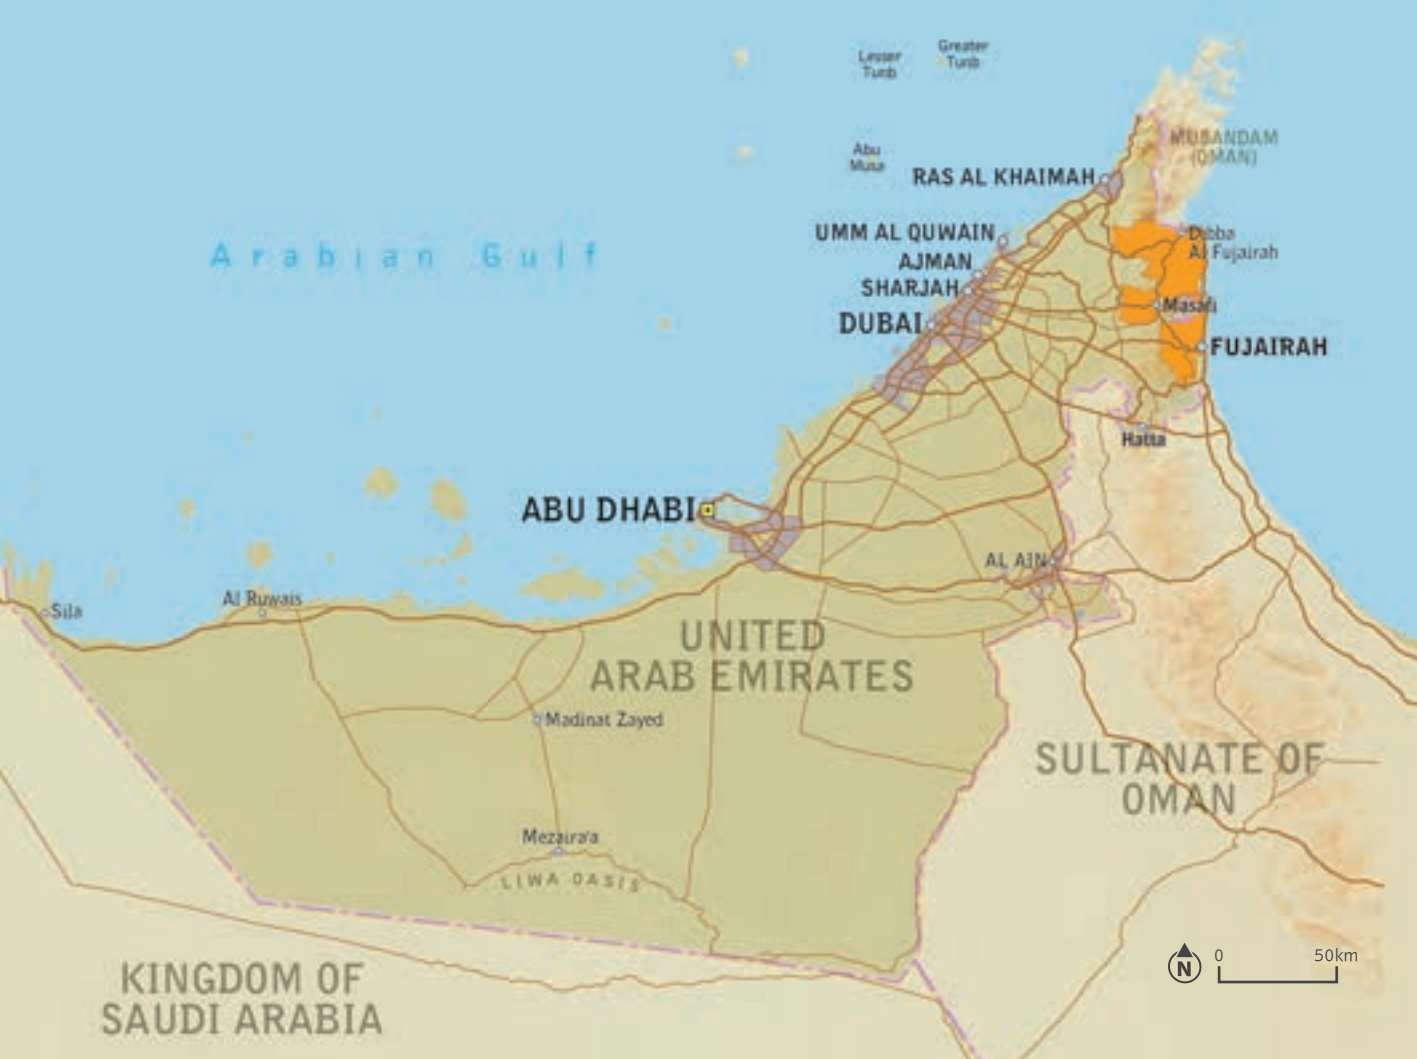 Lesser
Tunb
Greater
Tunb
MUSANDAM
(OMAN)
Abu
Musa
RAS AL KHAIMAH
UMM AL QUWAIN
Dibba
Al Fujairah
Arabian Gulf
AJMAN
SHARJAH
Masafi
DUBAI
FUJAIRAH
Hatta
ABU DHABI
AL AIN
Sila
Al Ruwais
UNITED
ARAB EMIRATES
Madinat Zayed
SULTANATE OF
OMAN
Mezaira'a
LIWA OASIS
KINGDOM OF
SAUDI ARABIA
N
0 50km